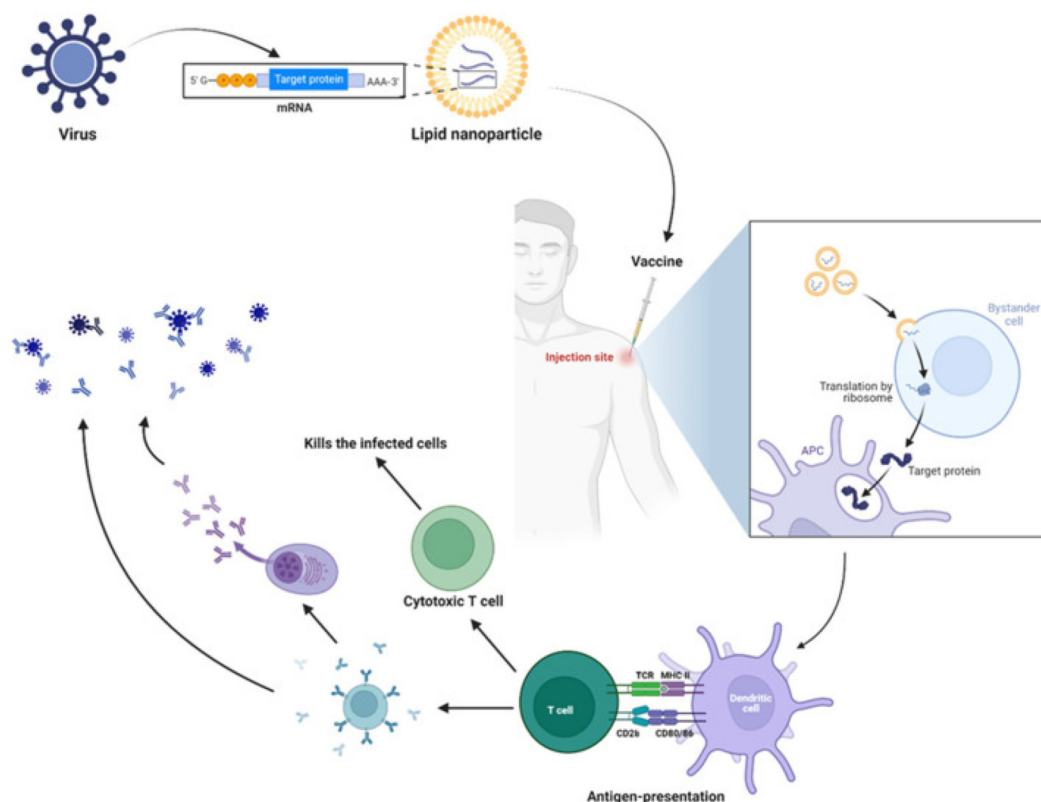 5' G
Target protein
AAA-3'
mRNA
Virus
Lipid nanoparticle
Vaccine
Injection site
Bystander
cell
Translation by
ribosome
APC
Target protein
Kills the infected cells
Cytotoxic T cell
TCR
MHC-II
T cell
Dendritic
cell
CD80/86
Antigen-presentation